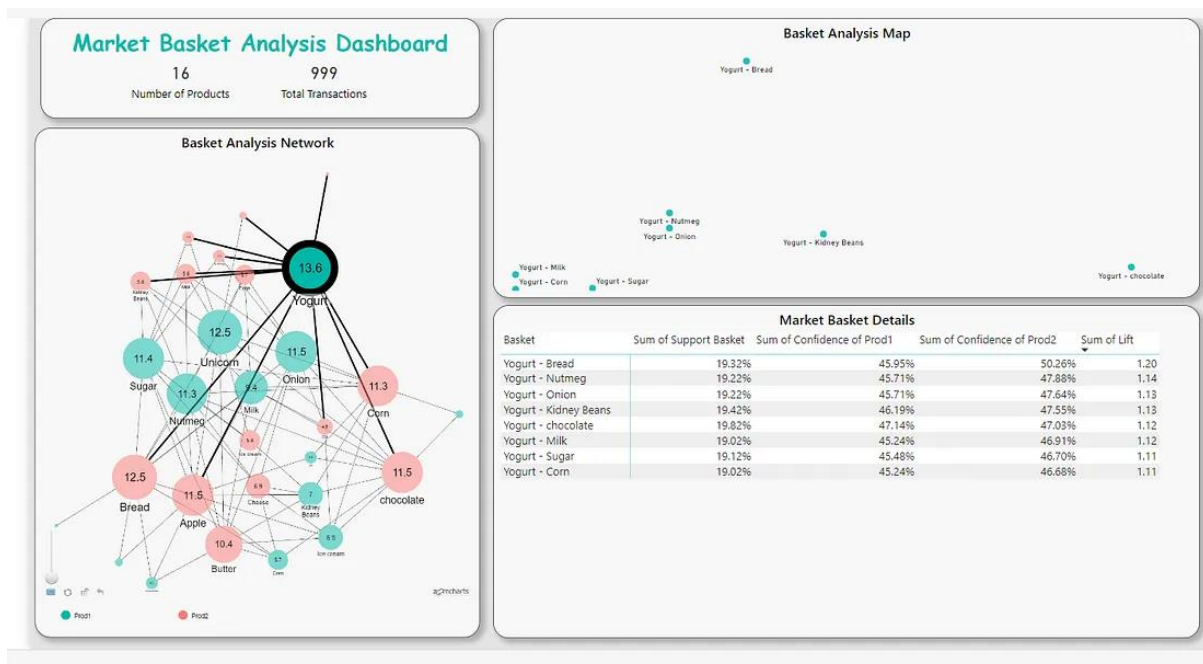 Market Basket Analysis Dashboard
16
999
Number of Products
Total Transactions
Basket Analysis Network
13.6
Yogurt
5.6
Kidney
Beans
12.5
Unicorn
11.5
Onion
11.4
Sugar
11.3
Nutmeg
9.4
Milk
11.3
Corn
Ice cream
12.5
Bread
11.5
Apple
6.9
Cheese
7
Kidney
Beans
11.5
chocolate
10.4
Butter
Ice cream
Corn
Prod1
Prod2
Basket Analysis Map
Yogurt - Bread
Yogurt - Nutmeg
Yogurt - Onion
Yogurt - Kidney Beans
Yogurt - Milk
Yogurt - Corn
Yogurt - Sugar
Yogurt - chocolate
Market Basket Details
Basket Sum of Support Basket Sum of Confidence of Prod1 Sum of Confidence of Prod2 Sum of Lift
Yogurt - Bread 19.32% 45.95% 50.26% 1.20
Yogurt - Nutmeg 19.22% 45.71% 47.88% 1.14
Yogurt - Onion 19.22% 45.71% 47.64% 1.13
Yogurt - Kidney Beans 19.42% 46.19% 47.55% 1.13
Yogurt - chocolate 19.82% 47.14% 47.03% 1.12
Yogurt - Milk 19.02% 45.24% 46.91% 1.12
Yogurt - Sugar 19.12% 45.48% 46.70% 1.11
Yogurt - Corn 19.02% 45.24% 46.68% 1.11